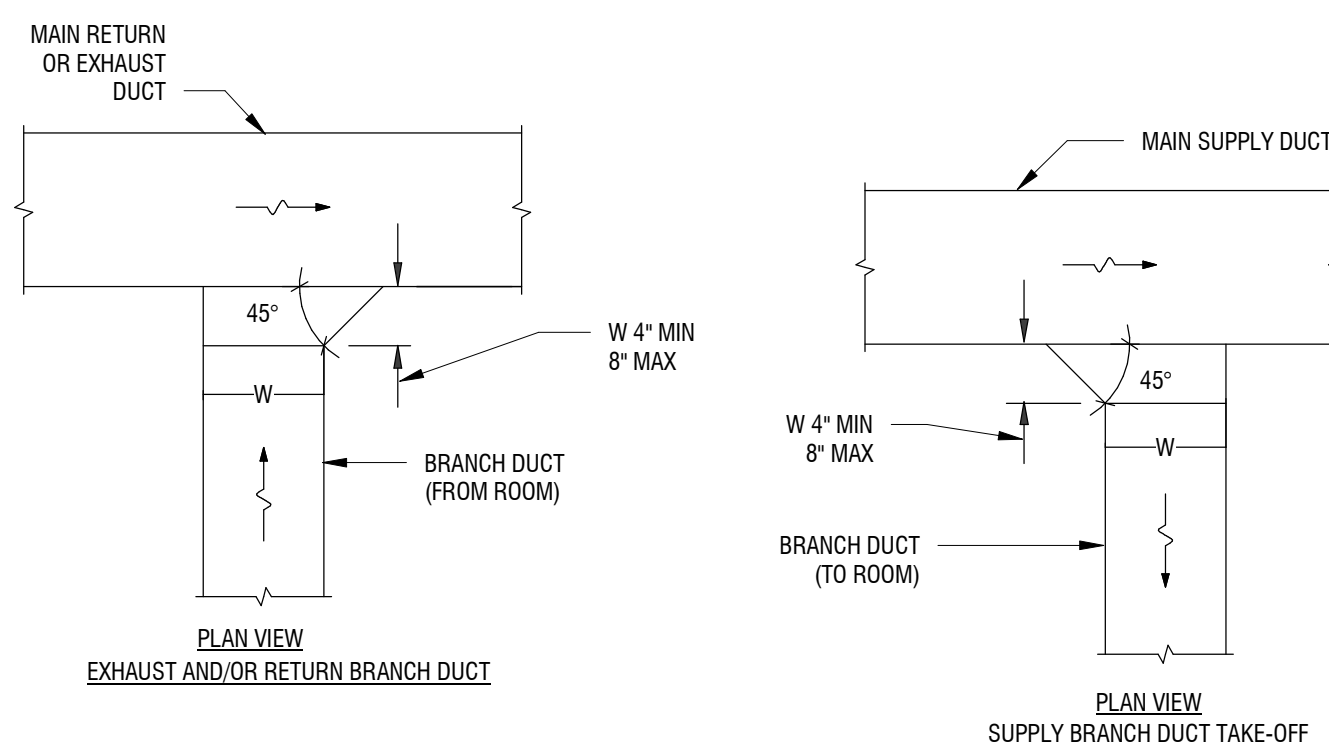 MAIN RETURN
OR EXHAUST
DUCT
45°
W 4" MIN
8" MAX
W
BRANCH DUCT
(FROM ROOM)
PLAN VIEW
EXHAUST AND/OR RETURN BRANCH DUCT
MAIN SUPPLY DUCT
45°
W 4" MIN
8" MAX
W
BRANCH DUCT
(TO ROOM)
PLAN VIEW
SUPPLY BRANCH DUCT TAKE-OFF